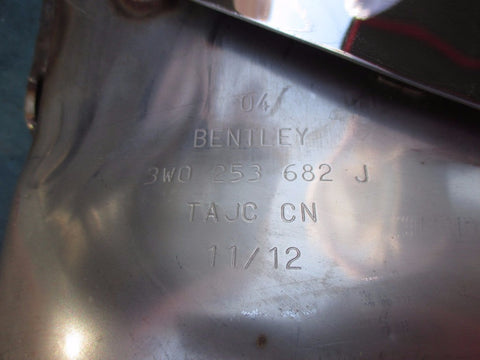 04/
BENTLEY
3W0 253 682 J
TAJC CN
11/12